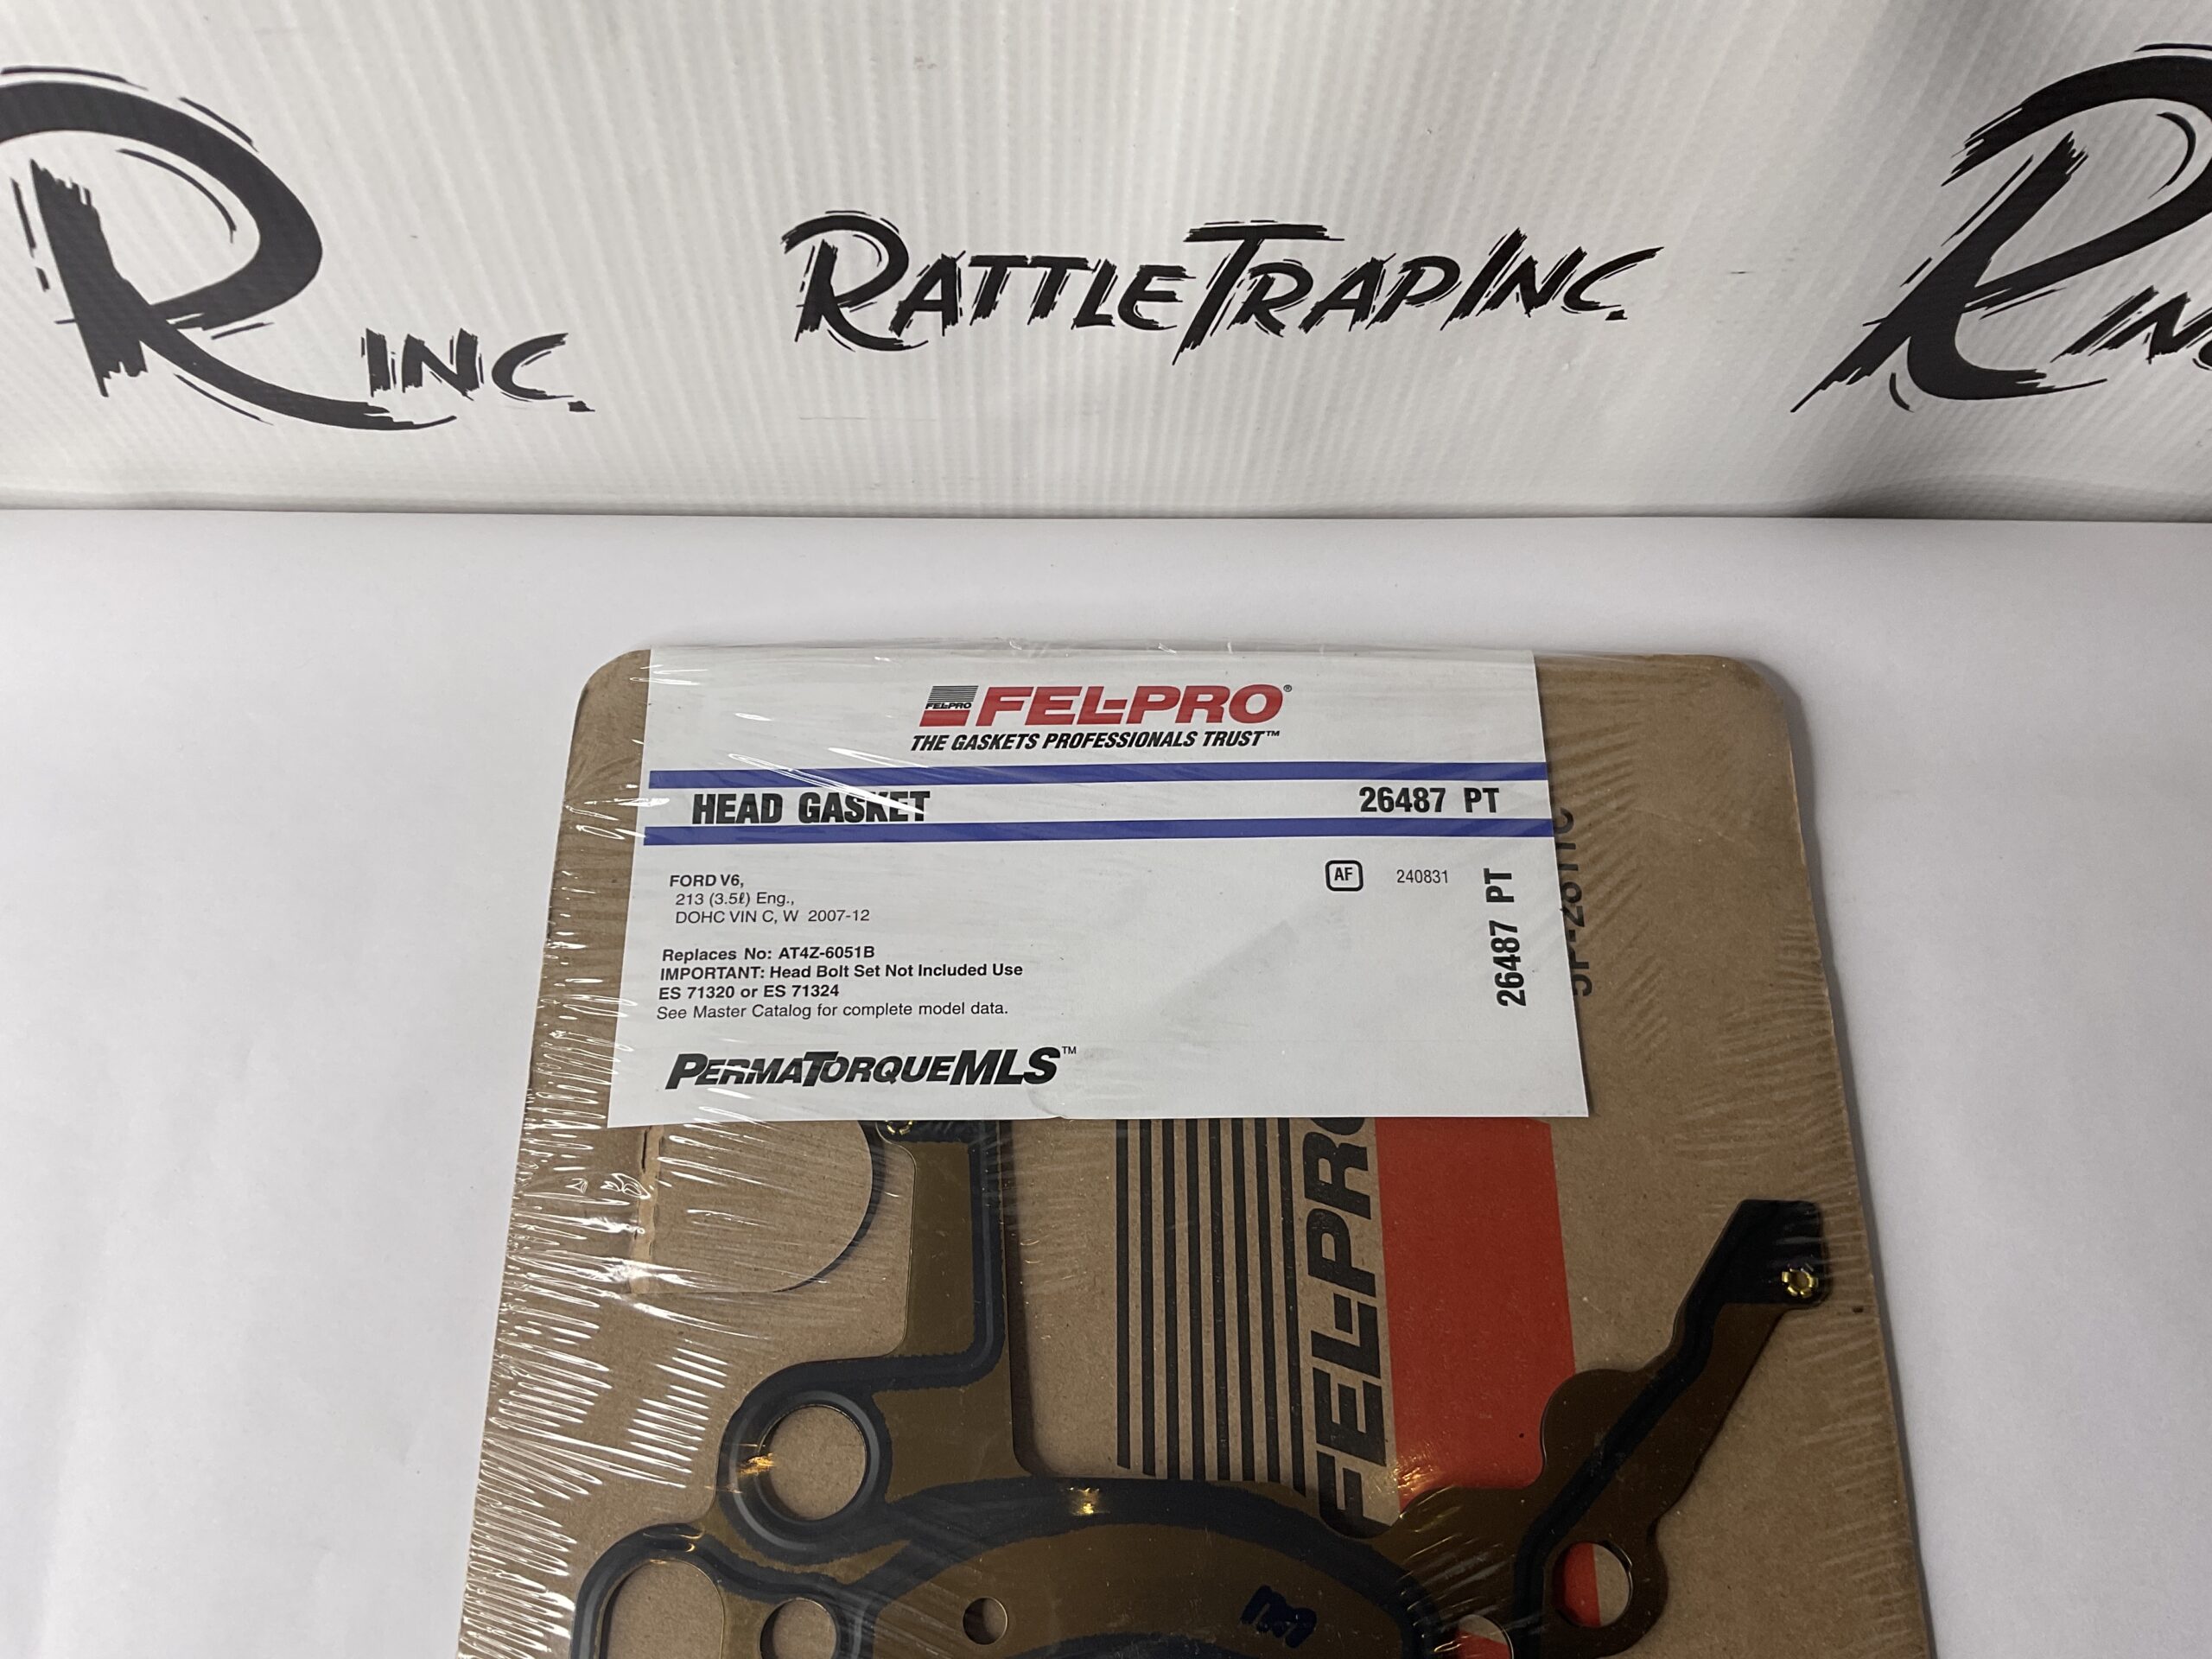 R INC.
RATTLETRAPINC.
R
FEL-PRO
FEL-PRO®
THE GASKETS PROFESSIONALS TRUST™
HEAD GASKET 26487 PT
FORD V6,
213 (3.5ℓ) Eng.,
DOHC VIN C, W 2007-12
AF 240831
26487 PT
Replaces No: AT4Z-6051B
IMPORTANT: Head Bolt Set Not Included Use
ES 71320 or ES 71324
See Master Catalog for complete model data.
PERMATORQUEMLS™
FEL-PRO
FEL-PRO